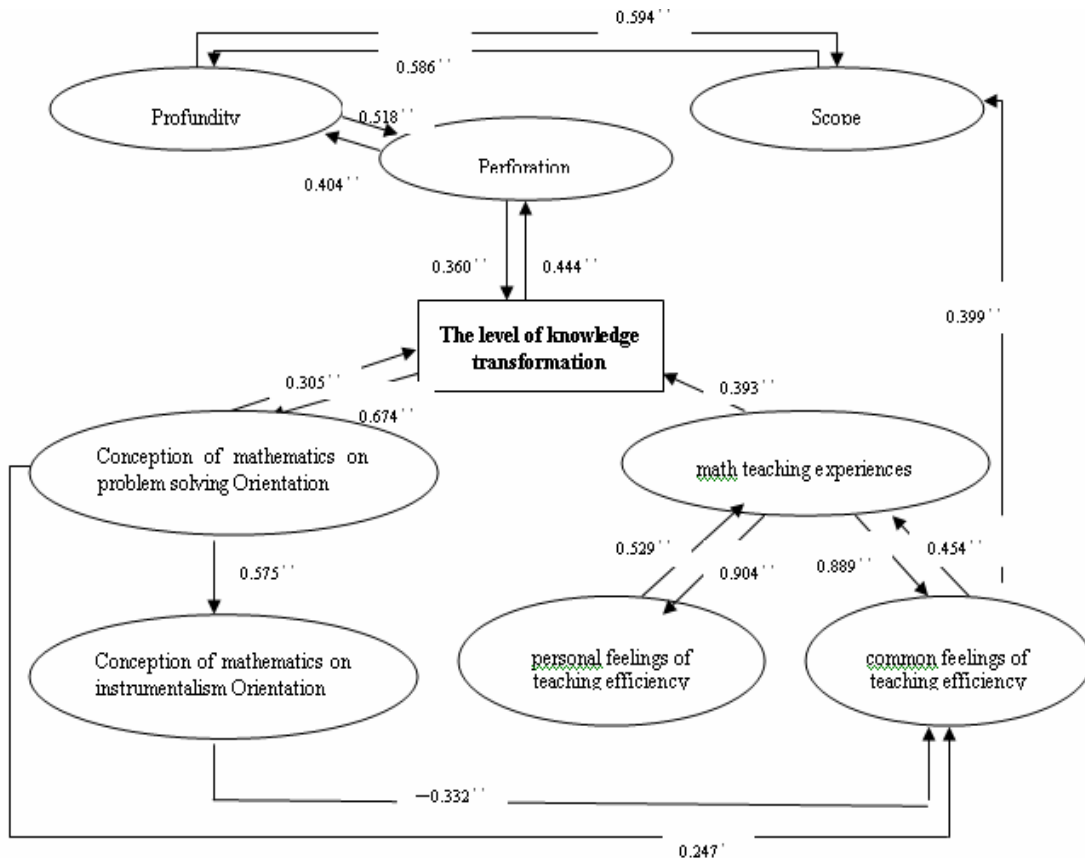 0.594''
0.586''
Profundity
0.518''
Scope
Perforation
0.404''
0.360''
0.444''
0.399''
The level of knowledge
transformation
0.305''
0.393''
0.674''
Conception of mathematics on
problem solving Orientation
math teaching experiences
0.529''
0.454''
0.575''
0.904''
0.889''
Conception of mathematics on
instrumentalism Orientation
personal feelings of
teaching efficiency
common feelings of
teaching efficiency
−0.332''
0.247'